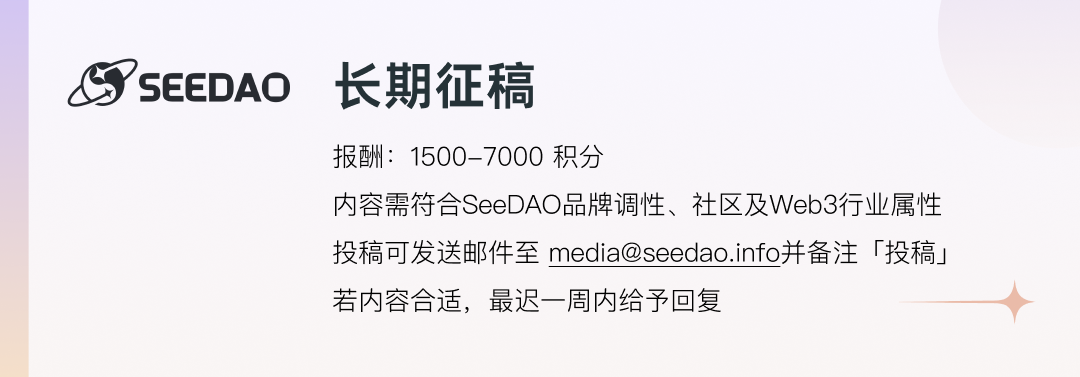 SEEDAO
长期征稿
报酬：1500-7000 积分
内容需符合SeeDAO品牌调性、社区及Web3行业属性
投稿可发送邮件至 media@seedao.info并备注「投稿」
若内容合适，最迟一周内给予回复